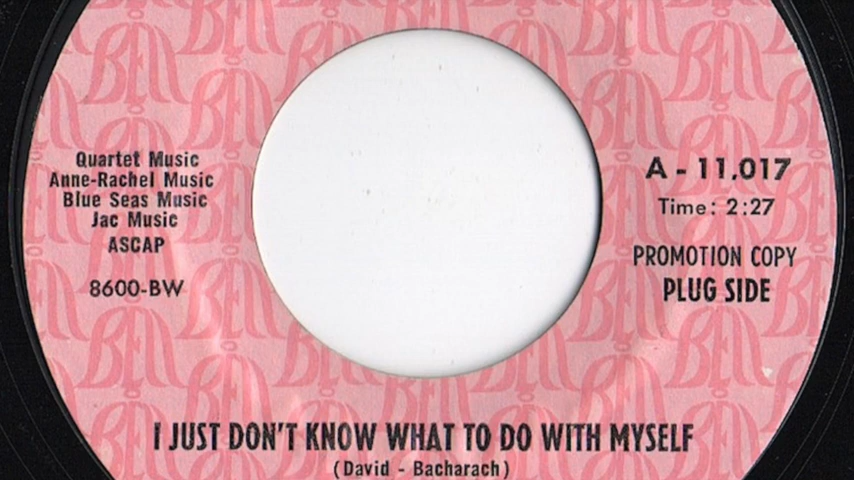 Quartet Music
Anne-Rachel Music
Blue Seas Music
Jac Music
ASCAP
8600-BW
A - 11,017
Time: 2:27
PROMOTION COPY
PLUG SIDE
I JUST DON'T KNOW WHAT TO DO WITH MYSELF
(David - Bacharach)
BELL